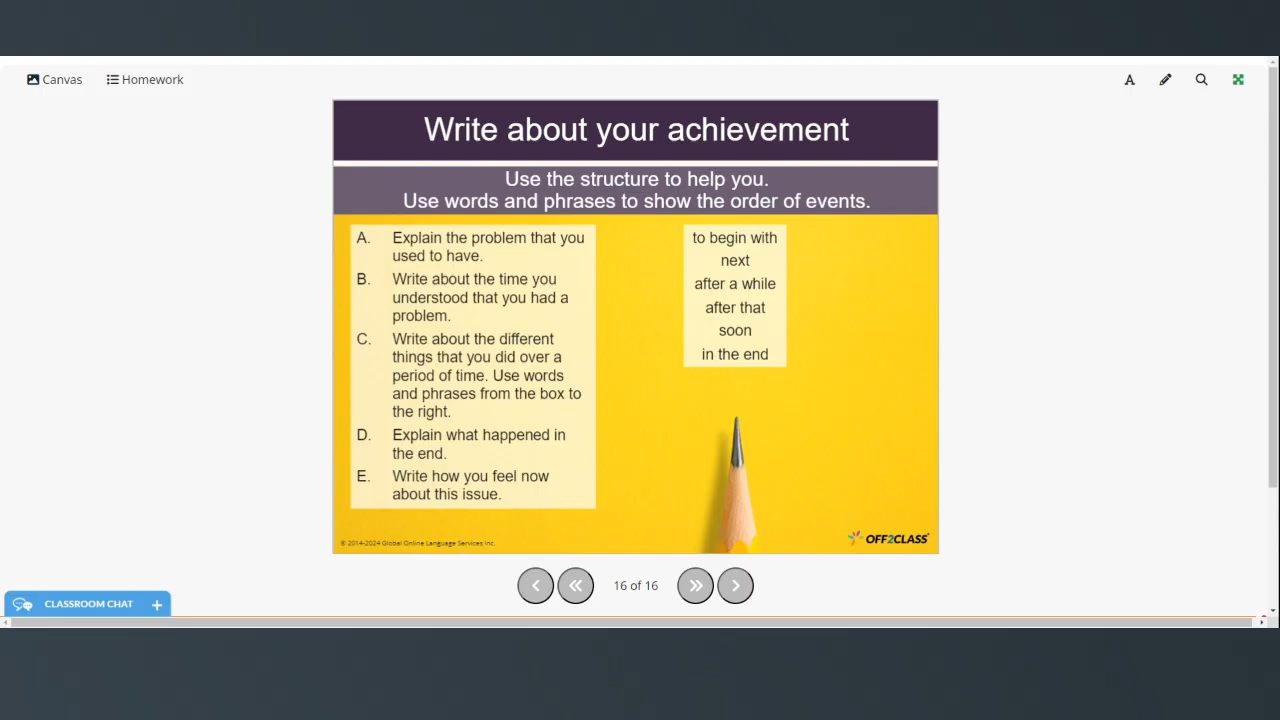 Canvas
Homework
A
Write about your achievement
Use the structure to help you.
Use words and phrases to show the order of events.
A. Explain the problem that you
used to have.
B. Write about the time you
understood that you had a
problem.
C. Write about the different
things that you did over a
period of time. Use words
and phrases from the box to
the right.
D. Explain what happened in
the end.
E. Write how you feel now
about this issue.
to begin with
next
after a while
after that
soon
in the end
© 2014-2024 Global Online Language Services Inc.
OFF2CLASS
16 of 16
CLASSROOM CHAT +